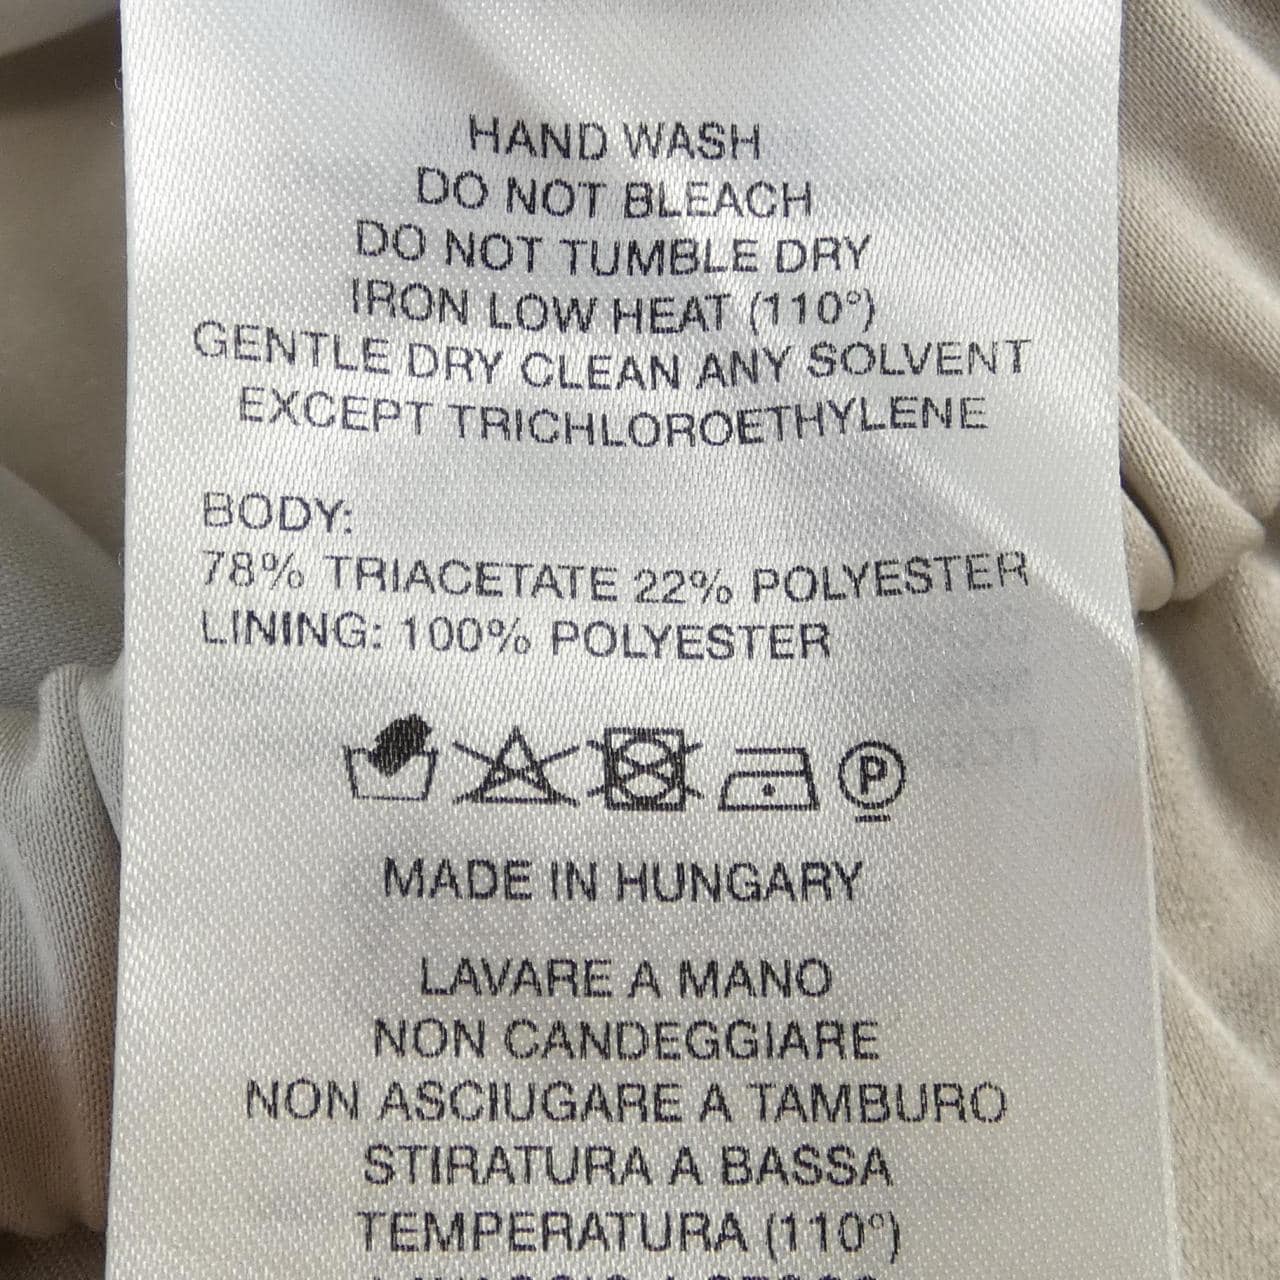 HAND WASH
DO NOT BLEACH
DO NOT TUMBLE DRY
IRON LOW HEAT (110°)
GENTLE DRY CLEAN ANY SOLVENT
EXCEPT TRICHLOROETHYLENE
BODY:
78% TRIACETATE 22% POLYESTER
LINING: 100% POLYESTER
P
MADE IN HUNGARY
LAVARE A MANO
NON CANDEGGIARE
NON ASCIUGARE A TAMBURO
STIRATURA A BASSA
TEMPERATURA (110°)